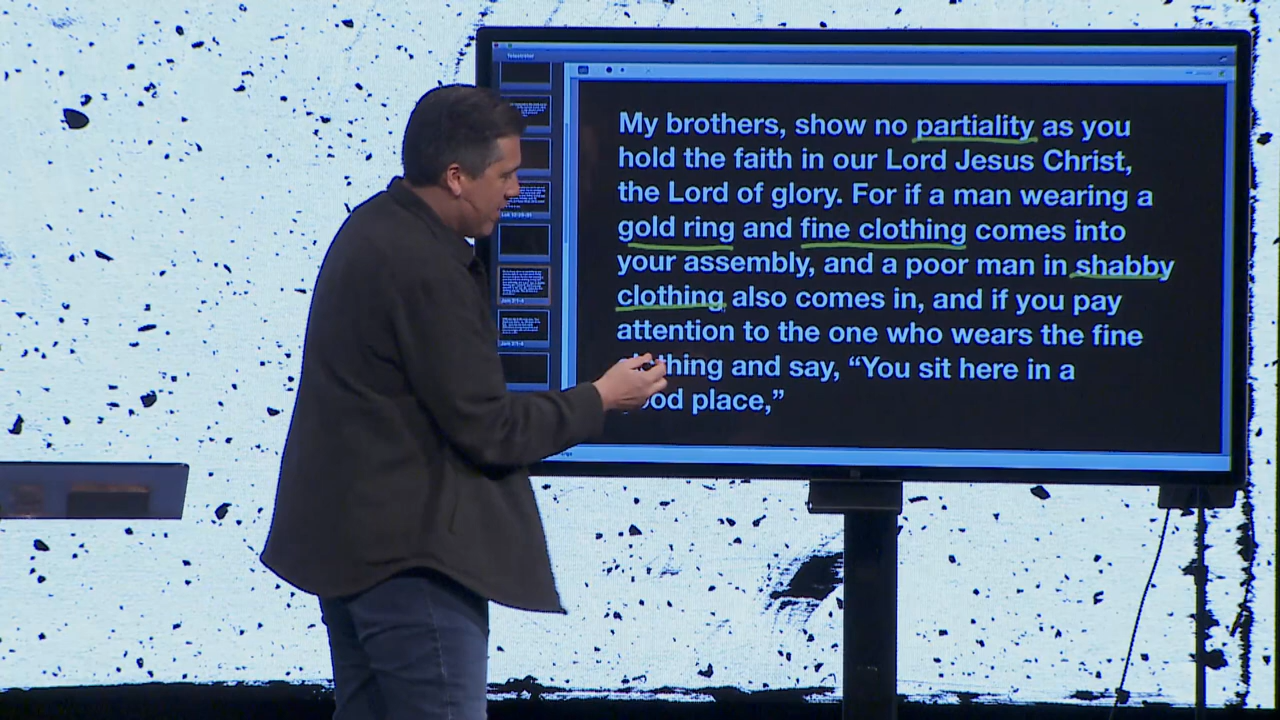 My brothers, show no partiality as you
hold the faith in our Lord Jesus Christ,
the Lord of glory. For if a man wearing a
gold ring and fine clothing comes into
your assembly, and a poor man in shabby
clothing also comes in, and if you pay
attention to the one who wears the fine
clothing and say, “You sit here in a
good place,”